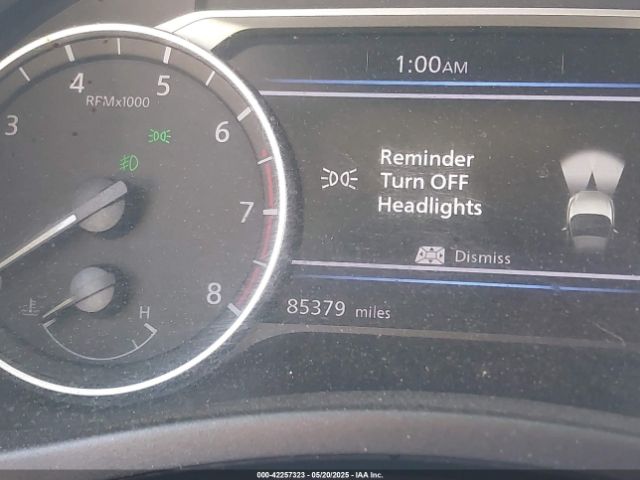 1:00AM
3
4
5
6
7
8
RFMx1000
Reminder
Turn OFF
Headlights
Dismiss
H
85379 miles
000-42257323 - 05/20/2025 - IAA Inc.